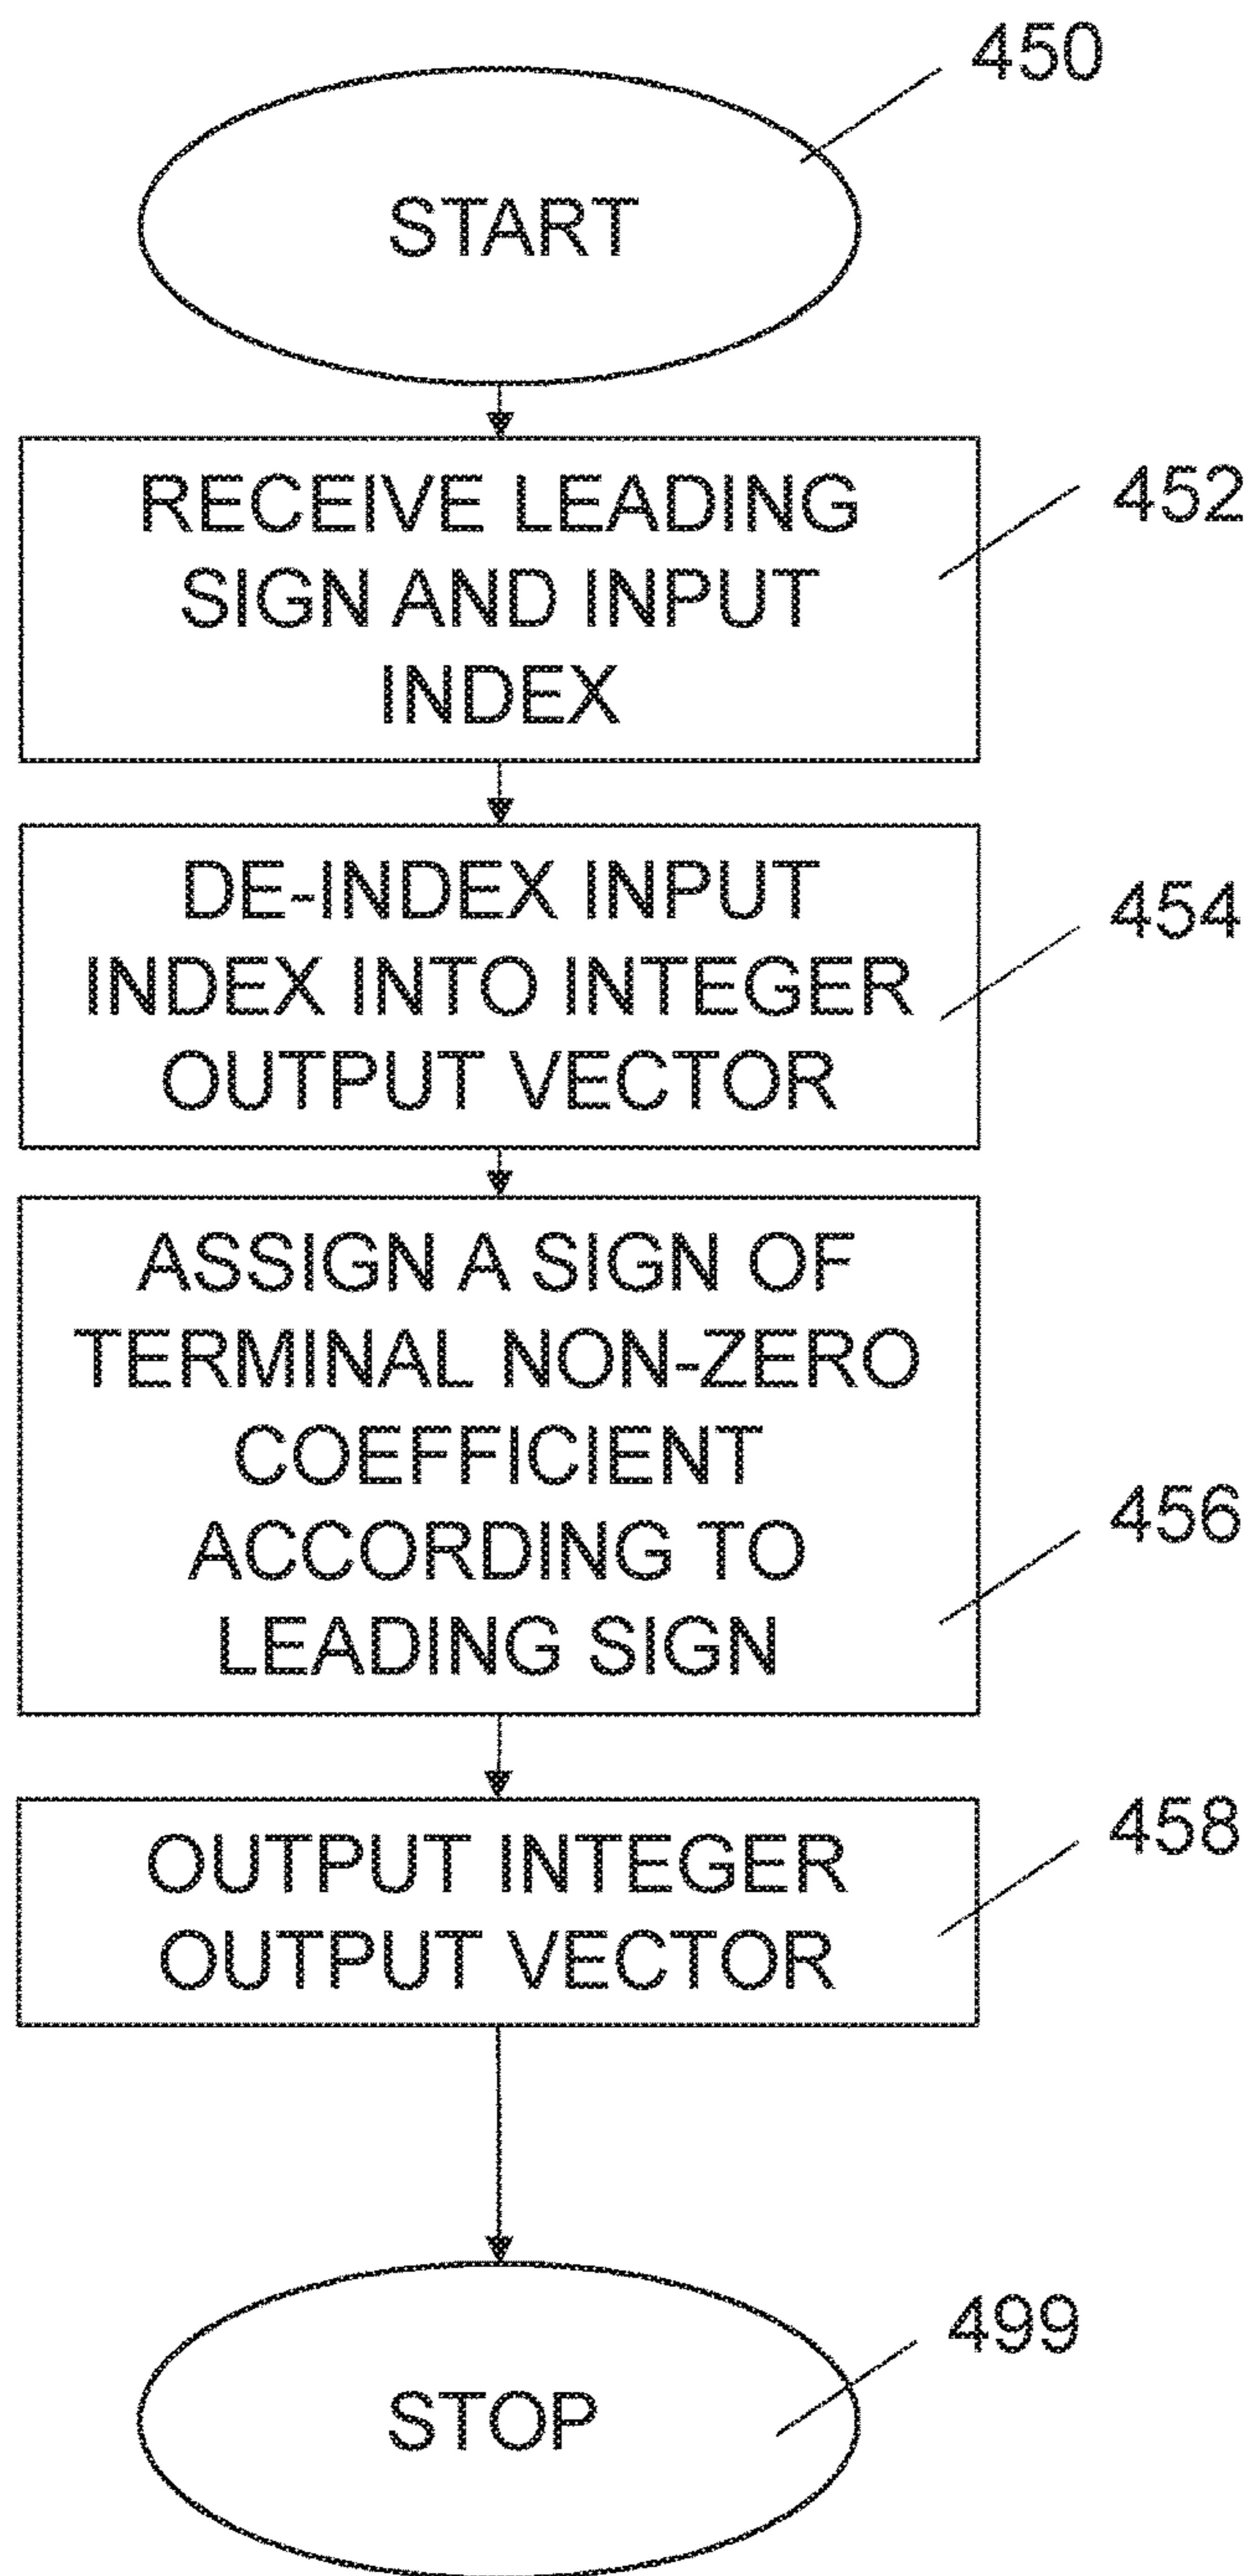 450
START
RECEIVE LEADING
SIGN AND INPUT
INDEX
452
DE-INDEX INPUT
INDEX INTO INTEGER
OUTPUT VECTOR
454
ASSIGN A SIGN OF
TERMINAL NON-ZERO
COEFFICIENT
ACCORDING TO
LEADING SIGN
456
OUTPUT INTEGER
OUTPUT VECTOR
458
STOP
499